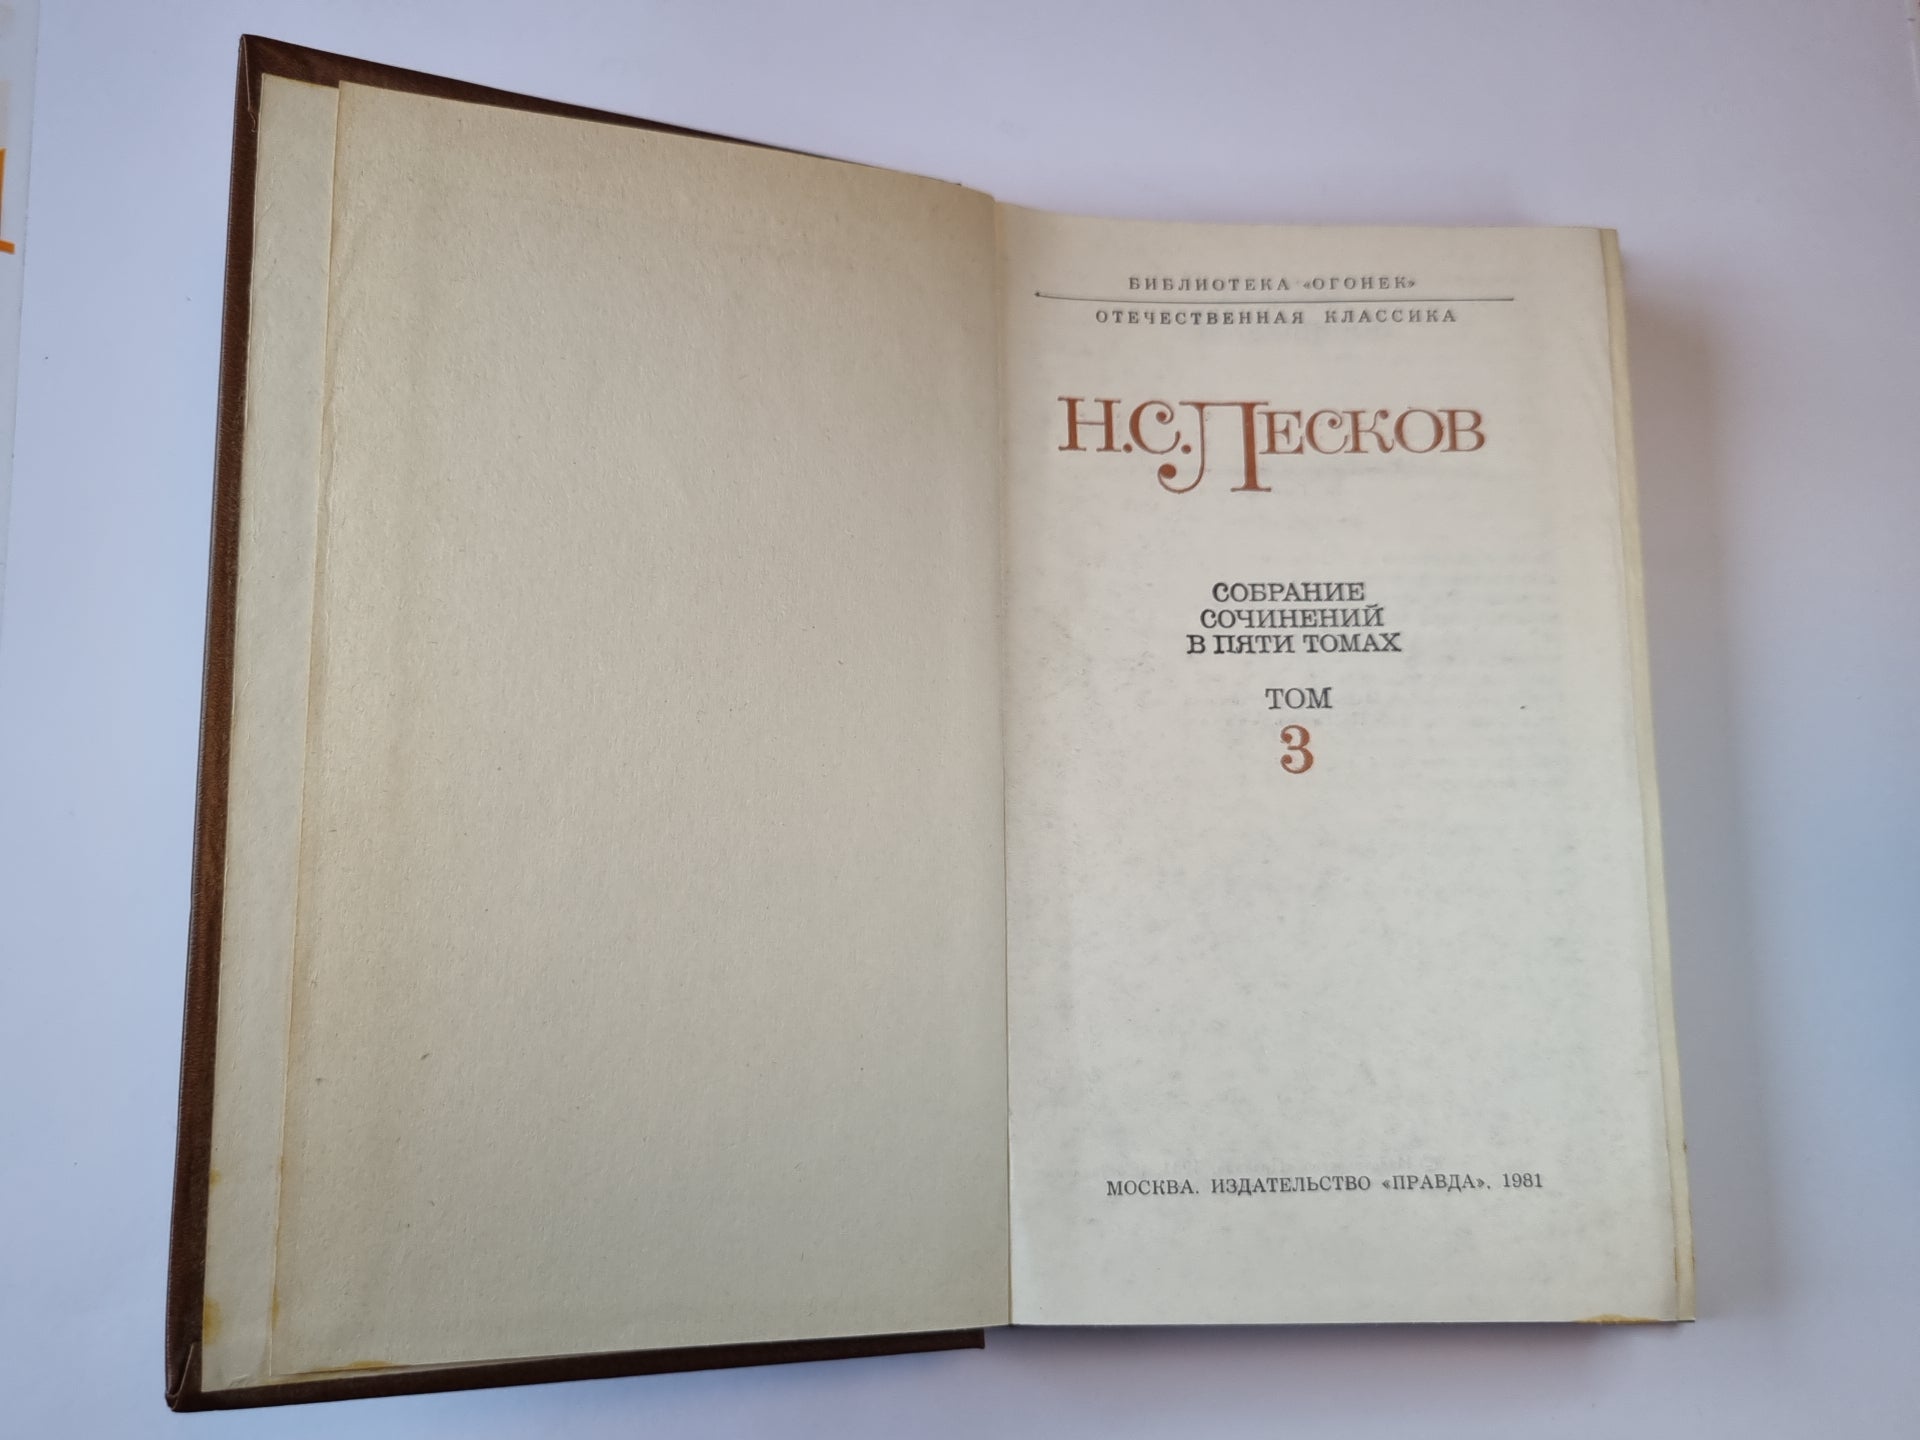 БИБЛИОТЕКА «ОГОНЕК»
ОТЕЧЕСТВЕННАЯ КЛАССИКА
Н.С.ЛЕСКОВ
СОБРАНИЕ
СОЧИНЕНИЙ
В ПЯТИ ТОМАХ
ТОМ
3
МОСКВА. ИЗДАТЕЛЬСТВО «ПРАВДА». 1981